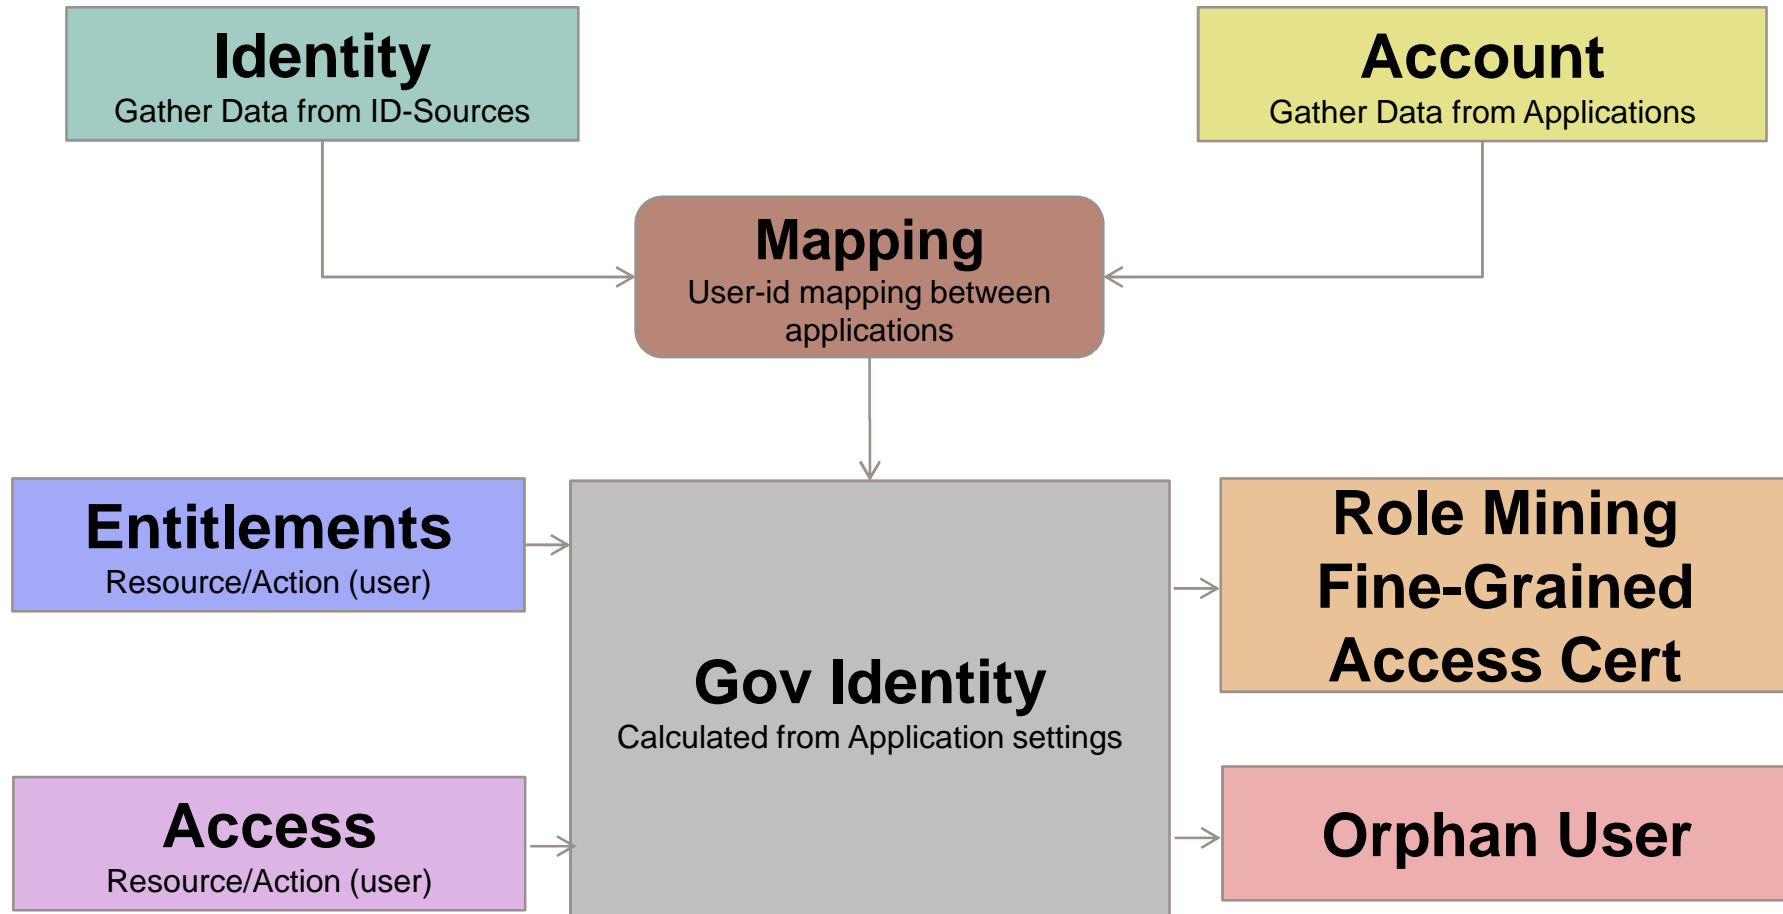 Identity
Gather Data from ID-Sources
Account
Gather Data from Applications
Mapping
User-id mapping between
applications
Entitlements
Resource/Action (user)
Access
Resource/Action (user)
Gov Identity
Calculated from Application settings
Role Mining
Fine-Grained
Access Cert
Orphan User